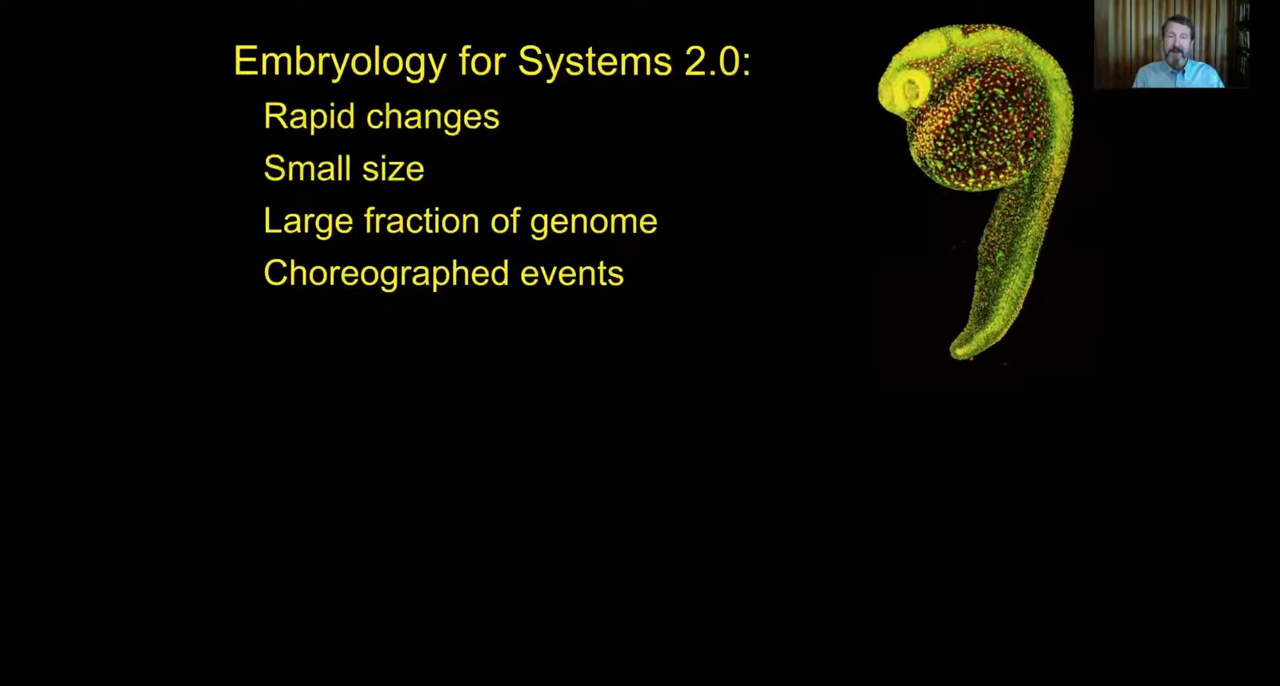 Embryology for Systems 2.0:
Rapid changes
Small size
Large fraction of genome
Choreographed events